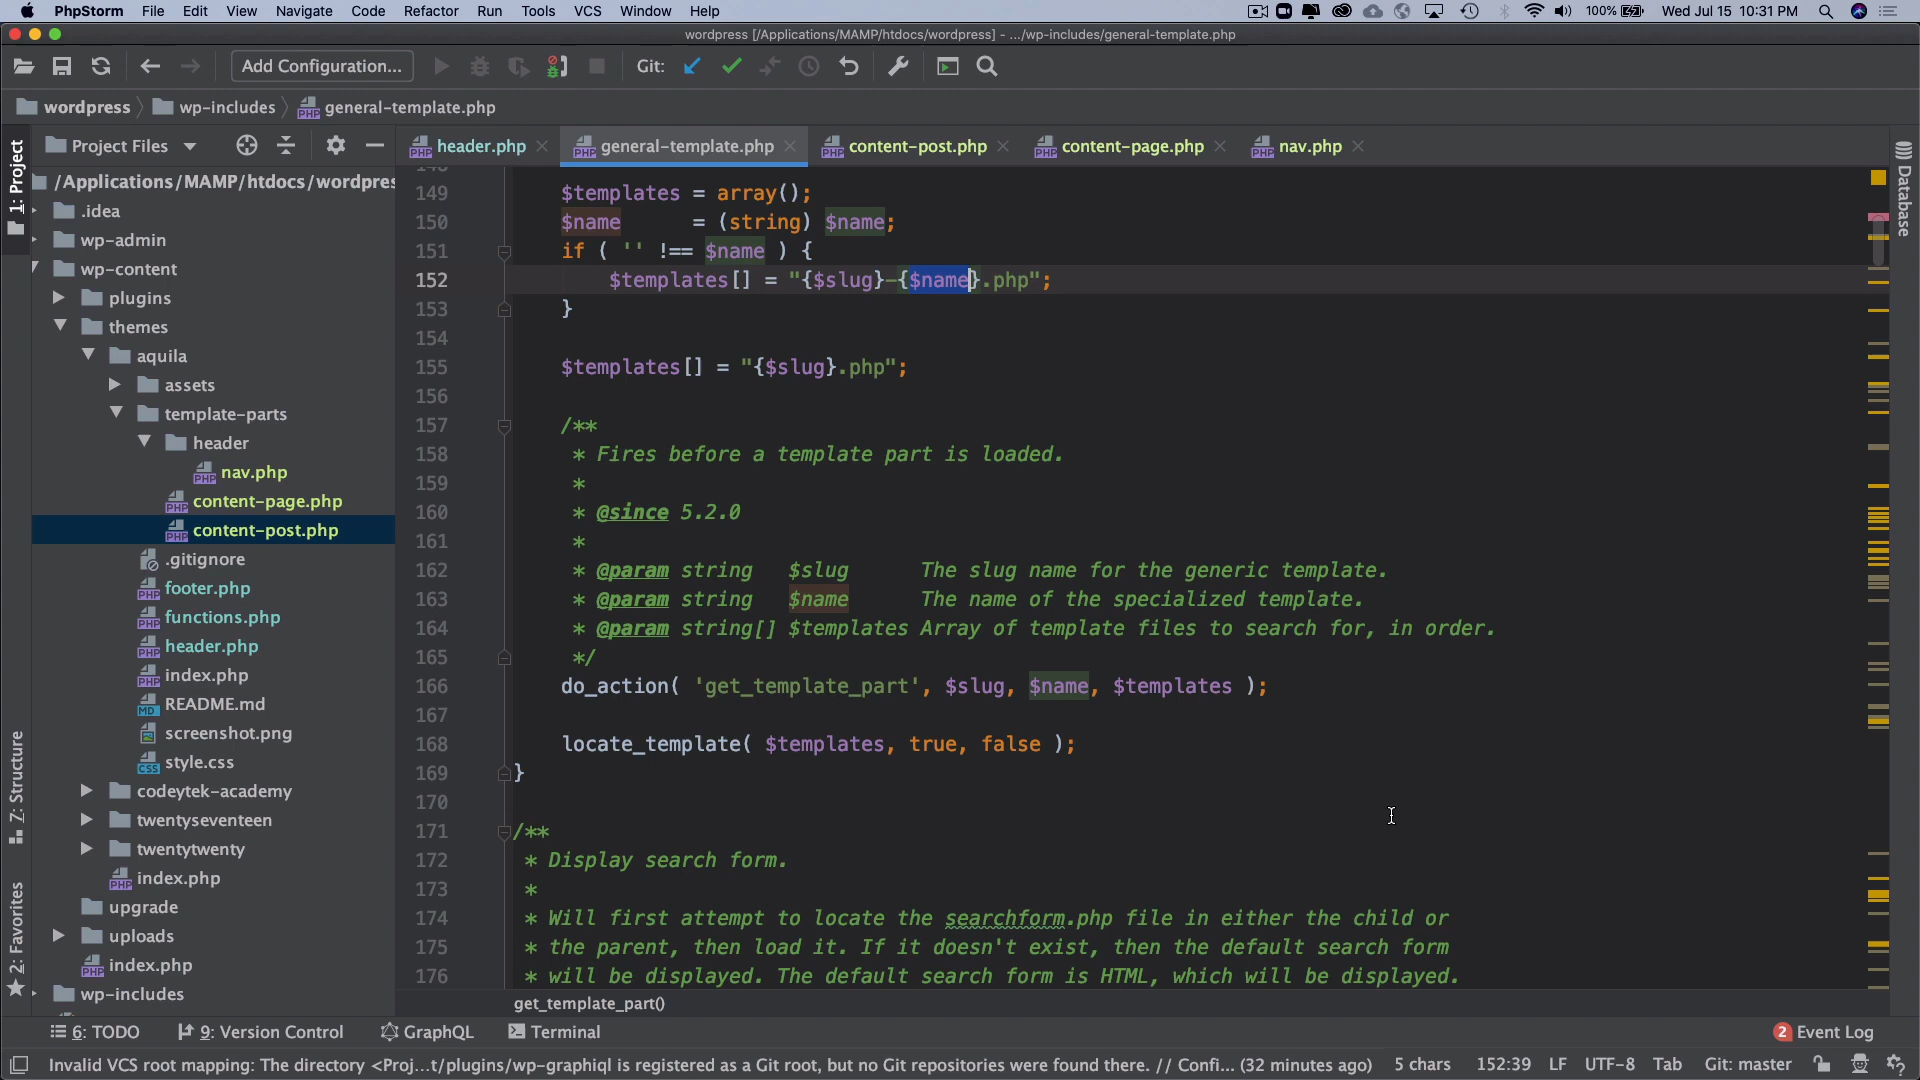 PhpStorm File Edit View Navigate Code Refactor Run Tools VCS Window Help 100% Wed Jul 15 10:31 PM
wordpress [/Applications/MAMP/htdocs/wordpress] - .../wp-includes/general-template.php
Add Configuration... Git:
wordpress wp-includes general-template.php
1: Project
Project Files
header.php general-template.php content-post.php content-page.php nav.php
Database
/Applications/MAMP/htdocs/wordpres
.idea
wp-admin
wp-content
plugins
themes
aquila
assets
template-parts
header
nav.php
content-page.php
content-post.php
.gitignore
footer.php
functions.php
header.php
index.php
README.md
screenshot.png
style.css
codeytek-academy
twentyseventeen
twentytwenty
index.php
upgrade
uploads
index.php
wp-includes
Z: Structure
2: Favorites
149 $templates = array();
150 $name = (string) $name;
151 if ( '' !== $name ) {
152 $templates[] = "{$slug}-{$name}.php";
153 }
154
155 $templates[] = "{$slug}.php";
156
157 /**
158 * Fires before a template part is loaded.
159 *
160 * @since 5.2.0
161 *
162 * @param string $slug The slug name for the generic template.
163 * @param string $name The name of the specialized template.
164 * @param string[] $templates Array of template files to search for, in order.
165 */
166 do_action( 'get_template_part', $slug, $name, $templates );
167
168 locate_template( $templates, true, false );
169 }
170
171 /**
172 * Display search form.
173 *
174 * Will first attempt to locate the searchform.php file in either the child or
175 * the parent, then load it. If it doesn't exist, then the default search form
176 * will be displayed. The default search form is HTML, which will be displayed.
get_template_part()
6: TODO 9: Version Control GraphQL Terminal 2 Event Log
Invalid VCS root mapping: The directory <Proj...t/plugins/wp-graphiql is registered as a Git root, but no Git repositories were found there. // Confi... (32 minutes ago) 5 chars 152:39 LF UTF-8 Tab Git: master